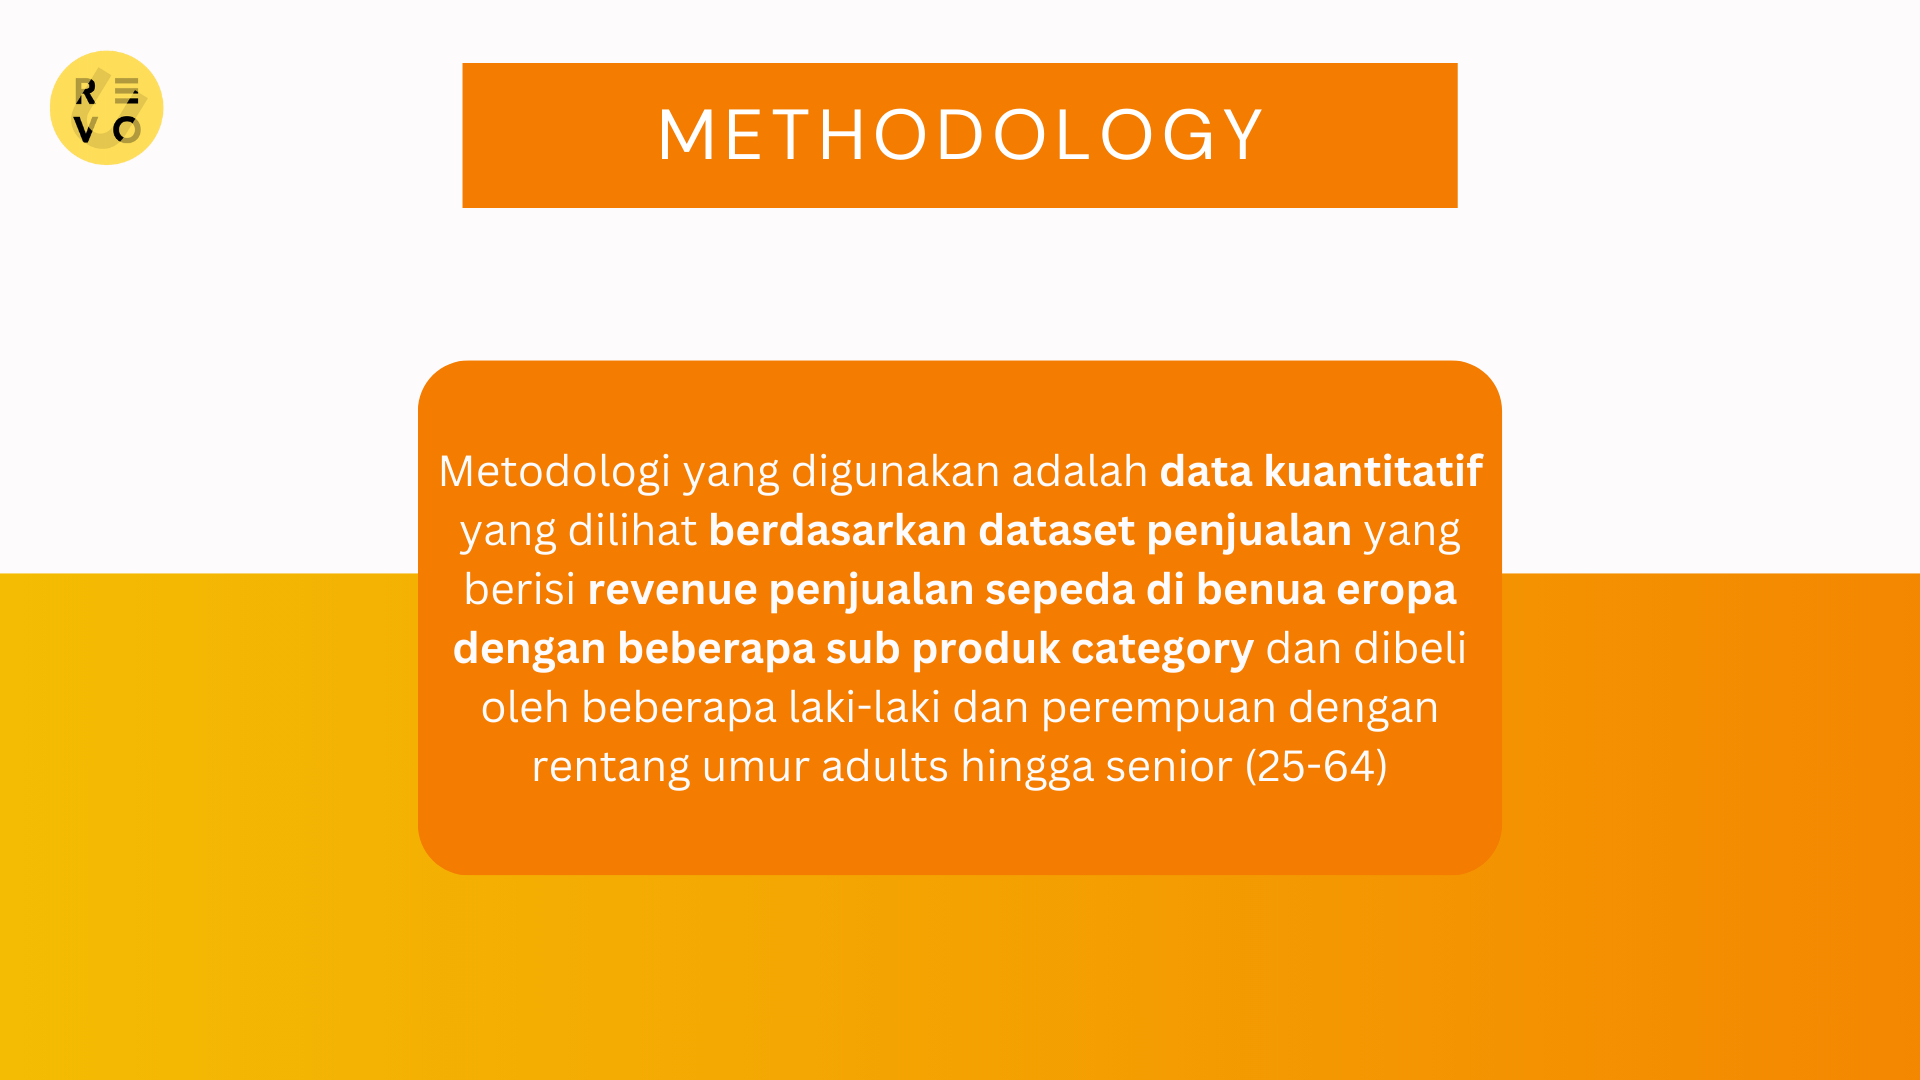 RE
VO
METHODOLOGY
Metodologi yang digunakan adalah data kuantitatif
yang dilihat berdasarkan dataset penjualan yang
berisi revenue penjualan sepeda di benua eropa
dengan beberapa sub produk category dan dibeli
oleh beberapa laki-laki dan perempuan dengan
rentang umur adults hingga senior (25-64)